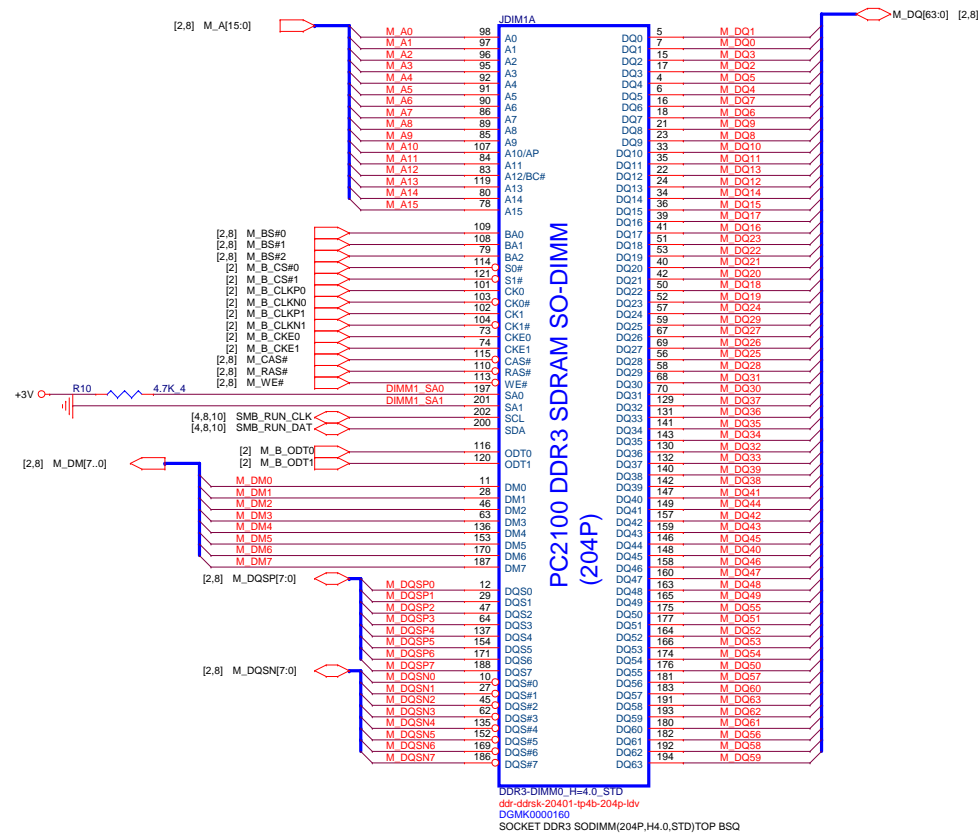 JDIM1A
[2,8] M_A[15:0]
M_A0 98 A0
M_A1 97 A1
M_A2 96 A2
M_A3 95 A3
M_A4 92 A4
M_A5 91 A5
M_A6 90 A6
M_A7 86 A7
M_A8 89 A8
M_A9 85 A9
M_A10 107 A10/AP
M_A11 84 A11
M_A12 83 A12/BC#
M_A13 119 A13
M_A14 80 A14
M_A15 78 A15
[2,8] M_BS#0 109 BA0
[2,8] M_BS#1 108 BA1
[2,8] M_BS#2 79 BA2
[2] M_B_CS#0 114 S0#
[2] M_B_CS#1 121 S1#
[2] M_B_CLKP0 101 CK0
[2] M_B_CLKN0 103 CK0#
[2] M_B_CLKP1 102 CK1
[2] M_B_CLKN1 104 CK1#
[2] M_B_CKE0 73 CKE0
[2] M_B_CKE1 74 CKE1
[2,8] M_CAS# 115 CAS#
[2,8] M_RAS# 110 RAS#
[2,8] M_WE# 113 WE#
+3V R10 4.7K_4 DIMM1_SA0 197 SA0
DIMM1_SA1 201 SA1
[4,8,10] SMB_RUN_CLK 202 SCL
[4,8,10] SMB_RUN_DAT 200 SDA
[2] M_B_ODT0 116 ODT0
[2] M_B_ODT1 120 ODT1
[2,8] M_DM[7..0]
M_DM0 11 DM0
M_DM1 28 DM1
M_DM2 46 DM2
M_DM3 63 DM3
M_DM4 136 DM4
M_DM5 153 DM5
M_DM6 170 DM6
M_DM7 187 DM7
[2,8] M_DQSP[7:0]
M_DQSP0 12 DQS0
M_DQSP1 29 DQS1
M_DQSP2 47 DQS2
M_DQSP3 64 DQS3
M_DQSP4 137 DQS4
M_DQSP5 154 DQS5
M_DQSP6 171 DQS6
M_DQSP7 188 DQS7
[2,8] M_DQSN[7:0]
M_DQSN0 10 DQS#0
M_DQSN1 27 DQS#1
M_DQSN2 45 DQS#2
M_DQSN3 62 DQS#3
M_DQSN4 135 DQS#4
M_DQSN5 152 DQS#5
M_DQSN6 169 DQS#6
M_DQSN7 186 DQS#7
PC2100 DDR3 SDRAM SO-DIMM
(204P)
M_DQ[63:0] [2,8]
DQ0 5 M_DQ1
DQ1 7 M_DQ0
DQ2 15 M_DQ3
DQ3 17 M_DQ2
DQ4 4 M_DQ5
DQ5 6 M_DQ4
DQ6 16 M_DQ7
DQ7 18 M_DQ6
DQ8 21 M_DQ9
DQ9 23 M_DQ8
DQ10 33 M_DQ10
DQ11 35 M_DQ11
DQ12 22 M_DQ13
DQ13 24 M_DQ12
DQ14 34 M_DQ14
DQ15 36 M_DQ15
DQ16 39 M_DQ17
DQ17 41 M_DQ16
DQ18 51 M_DQ23
DQ19 53 M_DQ22
DQ20 40 M_DQ21
DQ21 42 M_DQ20
DQ22 50 M_DQ18
DQ23 52 M_DQ19
DQ24 57 M_DQ24
DQ25 59 M_DQ29
DQ26 67 M_DQ27
DQ27 69 M_DQ26
DQ28 56 M_DQ25
DQ29 58 M_DQ28
DQ30 68 M_DQ31
DQ31 70 M_DQ30
DQ32 129 M_DQ37
DQ33 131 M_DQ36
DQ34 141 M_DQ35
DQ35 143 M_DQ34
DQ36 130 M_DQ32
DQ37 132 M_DQ33
DQ38 140 M_DQ39
DQ39 142 M_DQ38
DQ40 147 M_DQ41
DQ41 149 M_DQ44
DQ42 157 M_DQ42
DQ43 159 M_DQ43
DQ44 146 M_DQ45
DQ45 148 M_DQ40
DQ46 158 M_DQ46
DQ47 160 M_DQ47
DQ48 163 M_DQ48
DQ49 165 M_DQ49
DQ50 175 M_DQ55
DQ51 177 M_DQ51
DQ52 164 M_DQ52
DQ53 166 M_DQ53
DQ54 174 M_DQ54
DQ55 176 M_DQ50
DQ56 181 M_DQ57
DQ57 183 M_DQ60
DQ58 191 M_DQ63
DQ59 193 M_DQ62
DQ60 180 M_DQ61
DQ61 182 M_DQ56
DQ62 192 M_DQ58
DQ63 194 M_DQ59
DDR3-DIMM0_H=4.0_STD
ddr-ddrsk-20401-tp4b-204p-ldv
DGMK0000160
SOCKET DDR3 SODIMM(204P,H4.0,STD)TOP BSQ